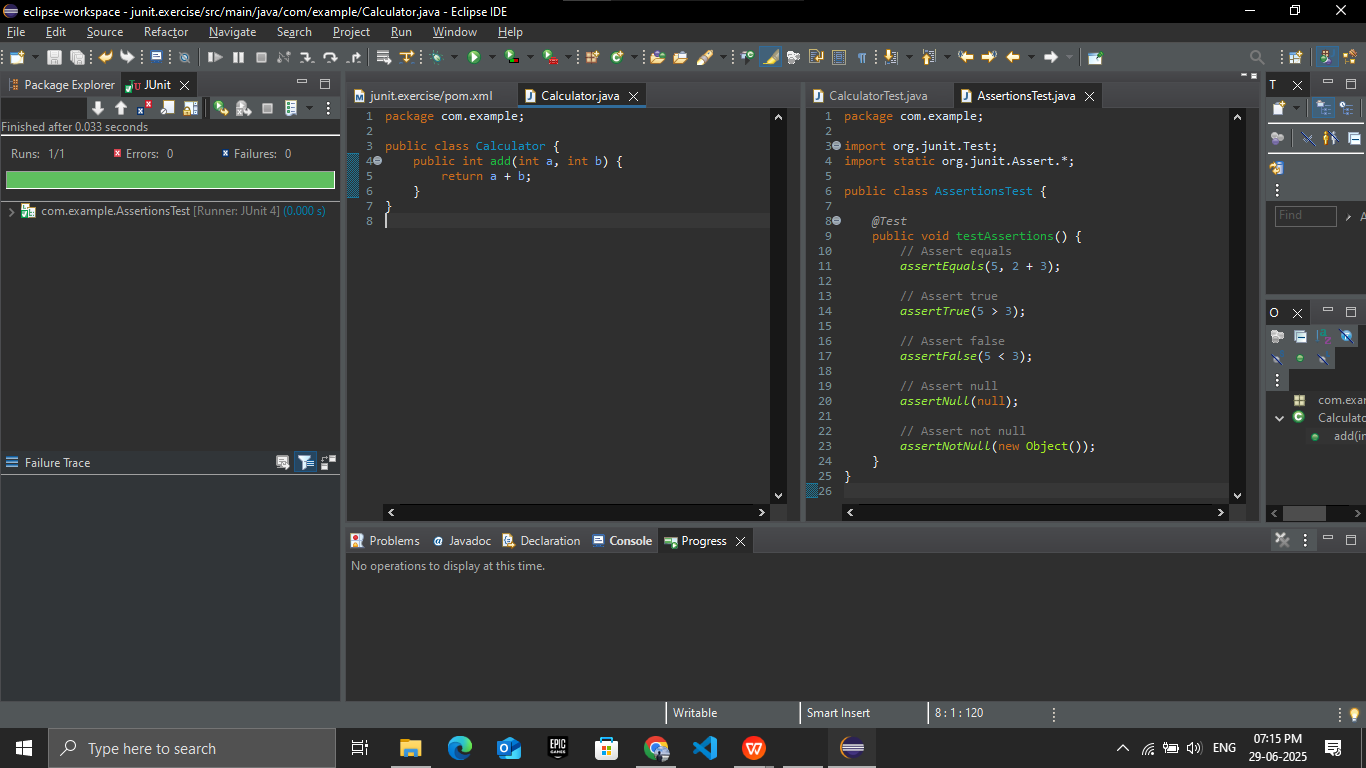 eclipse-workspace - junit.exercise/src/main/java/com/example/Calculator.java - Eclipse IDE
File Edit Source Refactor Navigate Search Project Run Window Help
Package Explorer JUnit
Finished after 0.033 seconds
Runs: 1/1 Errors: 0 Failures: 0
com.example.AssertionsTest [Runner: JUnit 4] (0.000 s)
Failure Trace
junit.exercise/pom.xml Calculator.java
1 package com.example;
2
3 public class Calculator {
4 public int add(int a, int b) {
5 return a + b;
6 }
7 }
8
CalculatorTest.java AssertionsTest.java
1 package com.example;
2
3 import org.junit.Test;
4 import static org.junit.Assert.*;
5
6 public class AssertionsTest {
7
8 @Test
9 public void testAssertions() {
10 // Assert equals
11 assertEquals(5, 2 + 3);
12
13 // Assert true
14 assertTrue(5 > 3);
15
16 // Assert false
17 assertFalse(5 < 3);
18
19 // Assert null
20 assertNull(null);
21
22 // Assert not null
23 assertNotNull(new Object());
24 }
25 }
26
T
Find A
O
com.exar
Calculato
add(in
Problems Javadoc Declaration Console Progress
No operations to display at this time.
Writable Smart Insert 8 : 1 : 120
Type here to search
EPIC GAMES
W
ENG
07:15 PM
29-06-2025